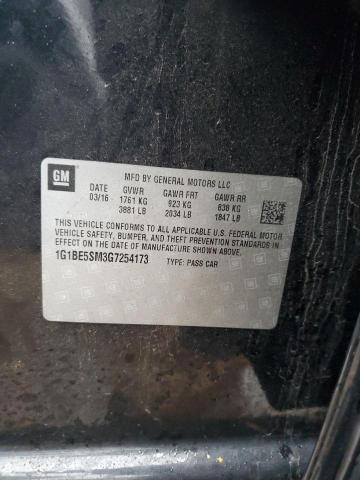 GM
MFD BY GENERAL MOTORS LLC
DATE GVWR GAWR FRT GAWR RR
03/16 1761 KG 923 KG 838 KG
3881 LB 2034 LB 1847 LB
THIS VEHICLE CONFORMS TO ALL APPLICABLE U.S. FEDERAL MOTOR
VEHICLE SAFETY, BUMPER, AND THEFT PREVENTION STANDARDS
IN EFFECT ON THE DATE OF MANUFACTURE SHOWN ABOVE.
1G1BE5SM3G7254173 TYPE: PASS CAR